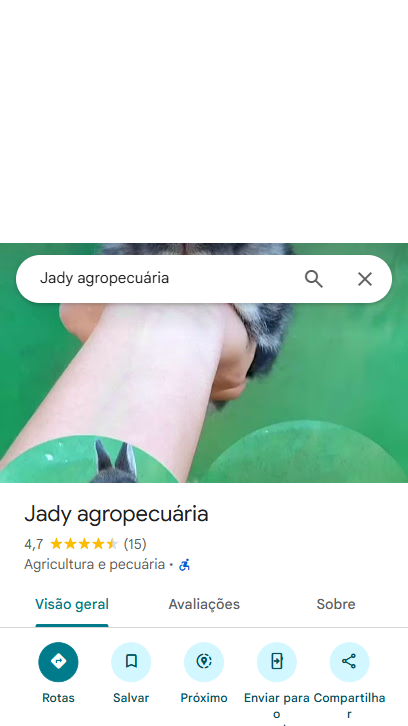 Jady agropecuária
Jady agropecuária
4,7 (15)
Agricultura e pecuária ·
Visão geral Avaliações Sobre
Rotas Salvar Próximo Enviar para o Compartilhar